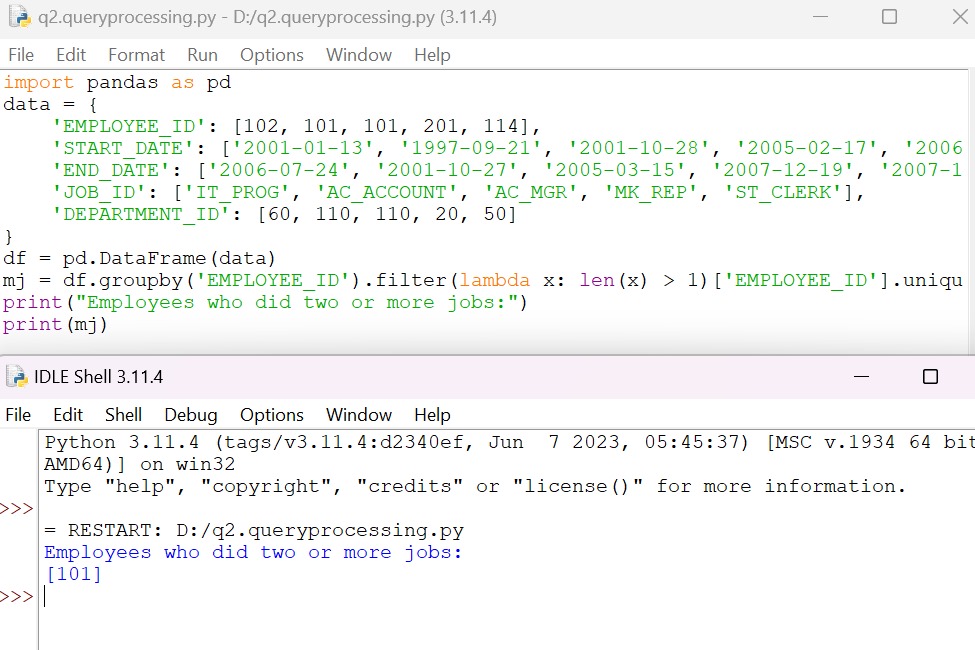 q2.queryprocessing.py - D:/q2.queryprocessing.py (3.11.4)
File Edit Format Run Options Window Help
import pandas as pd
data = {
    'EMPLOYEE_ID': [102, 101, 101, 201, 114],
    'START_DATE': ['2001-01-13', '1997-09-21', '2001-10-28', '2005-02-17', '2006
    'END_DATE': ['2006-07-24', '2001-10-27', '2005-03-15', '2007-12-19', '2007-1
    'JOB_ID': ['IT_PROG', 'AC_ACCOUNT', 'AC_MGR', 'MK_REP', 'ST_CLERK'],
    'DEPARTMENT_ID': [60, 110, 110, 20, 50]
}
df = pd.DataFrame(data)
mj = df.groupby('EMPLOYEE_ID').filter(lambda x: len(x) > 1)['EMPLOYEE_ID'].uniqu
print("Employees who did two or more jobs:")
print(mj)
IDLE Shell 3.11.4
File Edit Shell Debug Options Window Help
Python 3.11.4 (tags/v3.11.4:d2340ef, Jun  7 2023, 05:45:37) [MSC v.1934 64 bit
AMD64)] on win32
Type "help", "copyright", "credits" or "license()" for more information.
>>>
= RESTART: D:/q2.queryprocessing.py
Employees who did two or more jobs:
[101]
>>>